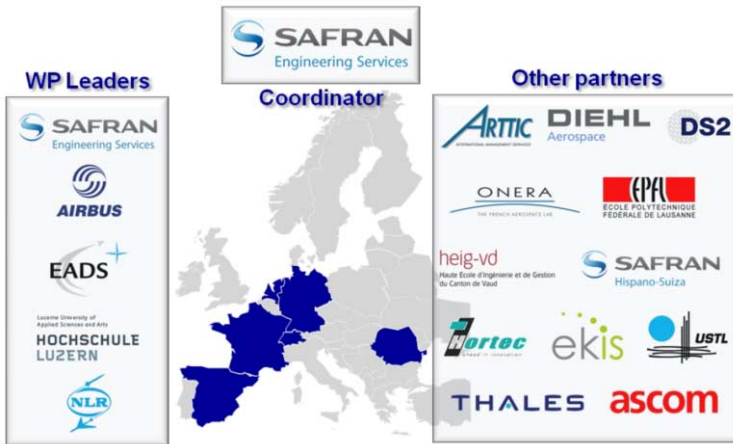 SAFRAN
Engineering Services
Coordinator
WP Leaders
SAFRAN
Engineering Services
AIRBUS
EADS
Lucerne University of
Applied Sciences and Arts
HOCHSCHULE
LUZERN
NLR
Other partners
ARTTIC
INTERNATIONAL MANAGEMENT SERVICES
DIEHL
Aerospace
DS2
ONERA
THE FRENCH AEROSPACE LAB
EPFL
ÉCOLE POLYTECHNIQUE
FÉDÉRALE DE LAUSANNE
heig-vd
Haute Ecole d'Ingénierie et de Gestion
du Canton de Vaud
SAFRAN
Hispano-Suiza
Hortec
ahead in innovation
ekis
USTL
THALES
ascom